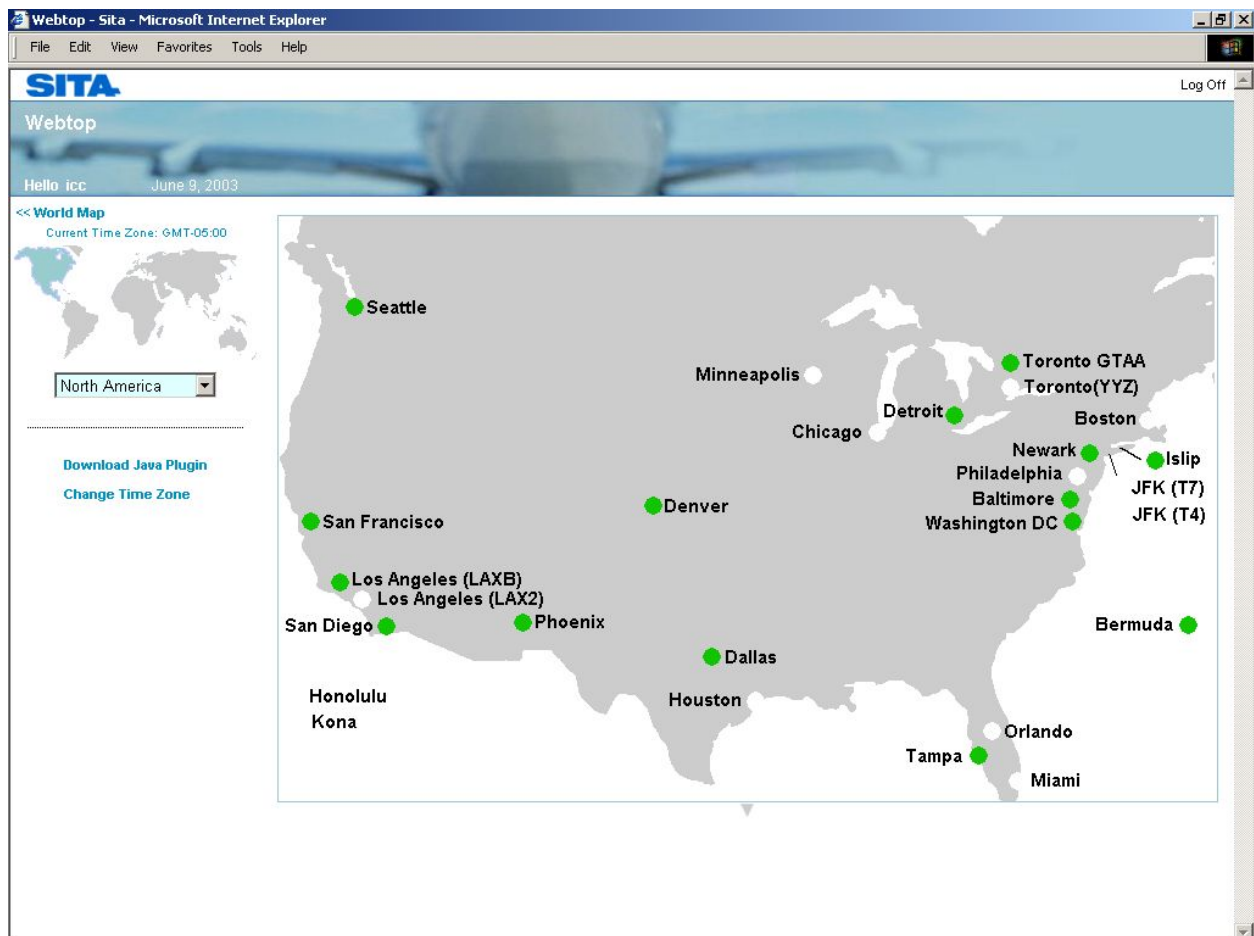 Webtop - Sita - Microsoft Internet Explorer
File Edit View Favorites Tools Help
SITA
Log Off
Webtop
Hello icc June 9, 2003
<< World Map
Current Time Zone: GMT-05:00
North America
Download Java Plugin
Change Time Zone
Seattle
Toronto GTAA
Minneapolis
Toronto(YYZ)
Detroit
Boston
Chicago
Newark
Islip
Philadelphia
JFK (T7)
Baltimore
Denver
JFK (T4)
San Francisco
Washington DC
Los Angeles (LAXB)
Los Angeles (LAX2)
San Diego
Phoenix
Bermuda
Dallas
Honolulu
Houston
Kona
Orlando
Tampa
Miami